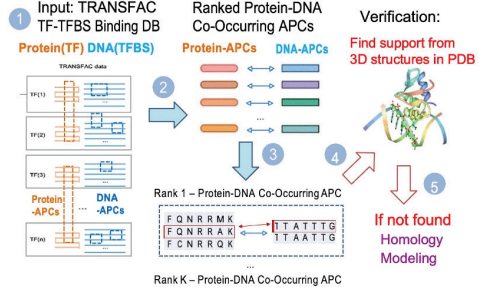 1
Input: TRANSFAC
TF-TFBS Binding DB
Protein(TF) DNA(TFBS)
TRANSFAC data
TF(1)
TF(2)
TF(3)
Protein
-APCs
...
DNA
-APCs
TF(n)
2
Ranked Protein-DNA
Co-Occurring APCs
Protein-APCs
DNA-APCs
3
Rank 1 – Protein-DNA Co-Occurring APC
F Q N R R M K
F Q N R R A K
F C N R R Q K
T T A T T T G
T T A A T T G
...
Rank K – Protein-DNA Co-Occurring APC
Verification:
Find support from
3D structures in PDB
4
5
If not found
Homology
Modeling